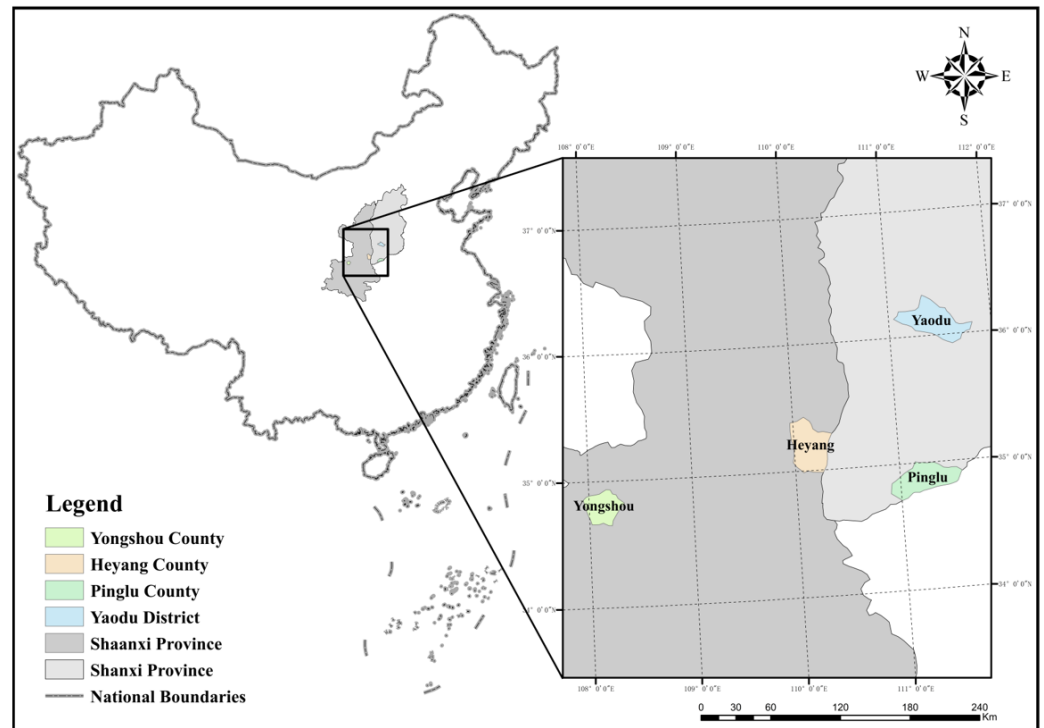 N
W E
S
108° 0′0″E 109° 0′0″E 110° 0′0″E 111° 0′0″E 112° 0′0″E
37° 0′0″N
37° 0′0″N
Yaodu
36° 0′0″N
36° 0′0″N
Heyang
35° 0′0″N
Pinglu
35° 0′0″N
Yongshou
34° 0′0″N
108° 0′0″E 109° 0′0″E 110° 0′0″E 111° 0′0″E
Legend
Yongshou County
Heyang County
Pinglu County
Yaodu District
Shaanxi Province
Shanxi Province
National Boundaries
0 30 60 120 180 240
Km